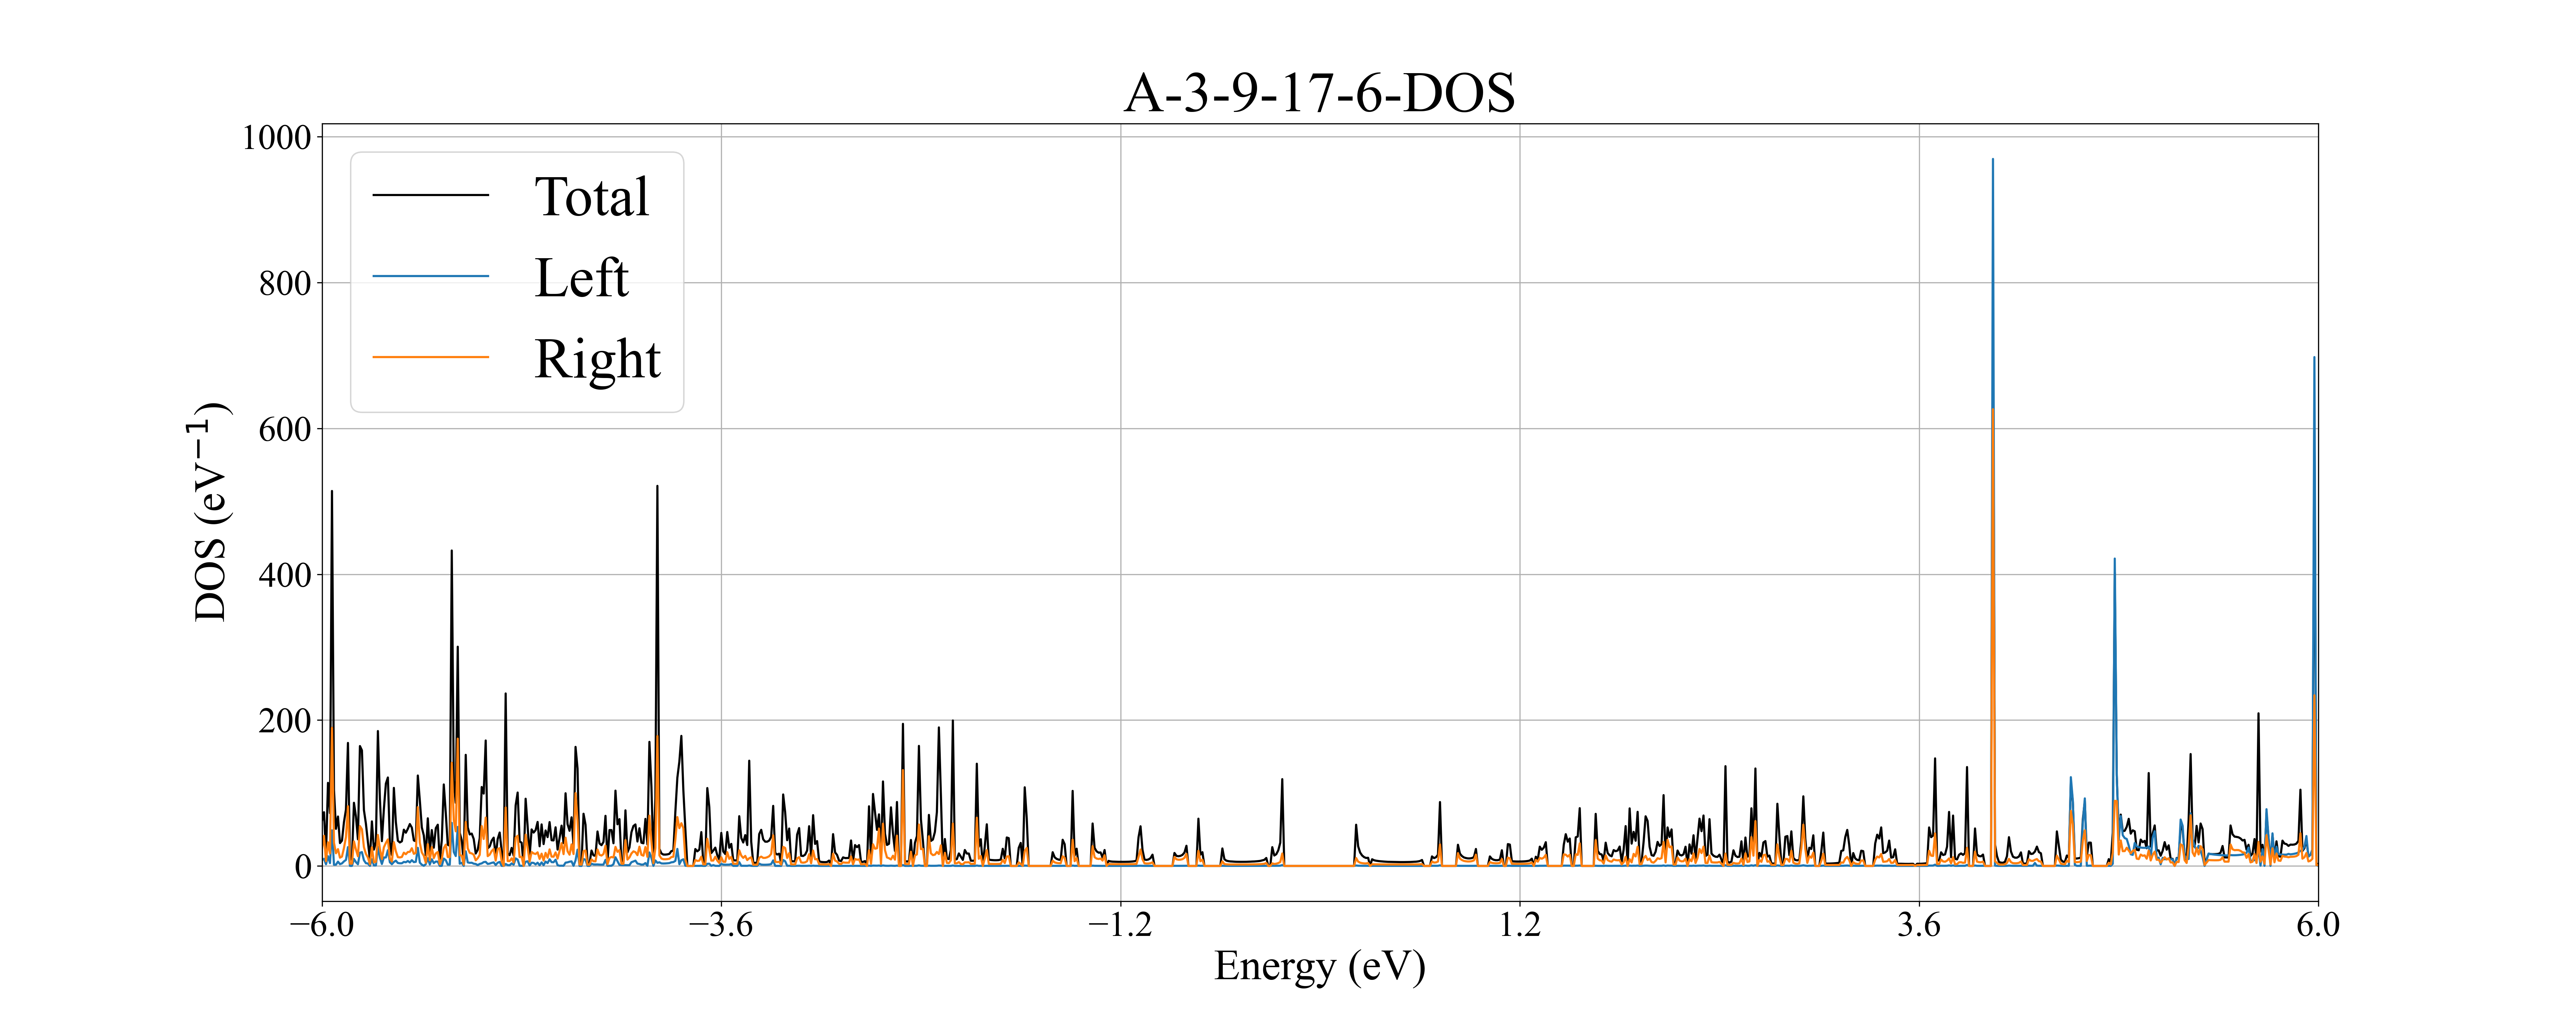 A-3-9-17-6-DOS
Total
Left
Right
DOS (eV⁻¹)
1000
800
600
400
200
0
−6.0 −3.6 −1.2 1.2 3.6 6.0
Energy (eV)